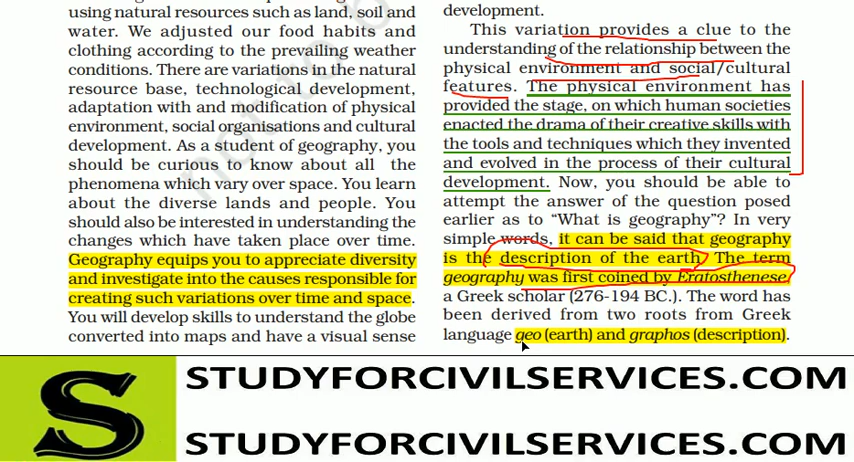 using natural resources such as land, soil and
water. We adjusted our food habits and
clothing according to the prevailing weather
conditions. There are variations in the natural
resource base, technological development,
adaptation with and modification of physical
environment, social organisations and cultural
development. As a student of geography, you
should be curious to know about all the
phenomena which vary over space. You learn
about the diverse lands and people. You
should also be interested in understanding the
changes which have taken place over time.
Geography equips you to appreciate diversity
and investigate into the causes responsible for
creating such variations over time and space.
You will develop skills to understand the globe
converted into maps and have a visual sense
development.
This variation provides a clue to the
understanding of the relationship between the
physical environment and social/cultural
features. The physical environment has
provided the stage, on which human societies
enacted the drama of their creative skills with
the tools and techniques which they invented
and evolved in the process of their cultural
development. Now, you should be able to
attempt the answer of the question posed
earlier as to “What is geography”? In very
simple words, it can be said that geography
is the description of the earth. The term
geography was first coined by Eratosthenese,
a Greek scholar (276-194 BC.). The word has
been derived from two roots from Greek
language geo (earth) and graphos (description).
S
STUDYFORCIVILSERVICES.COM
STUDYFORCIVILSERVICES.COM